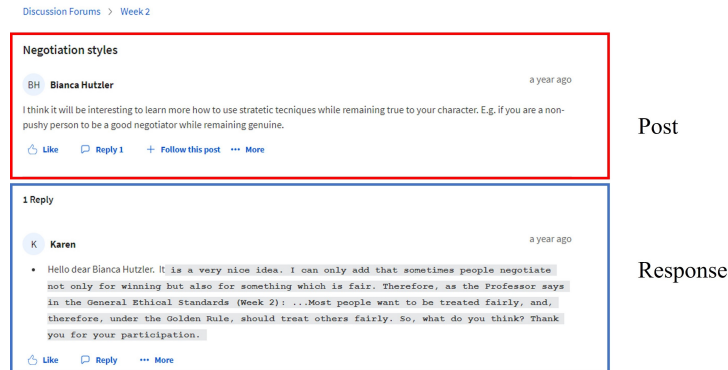 Discussion Forums > Week 2
Negotiation styles
BH Bianca Hutzler a year ago
I think it will be interesting to learn more how to use stratetic tecniques while remaining true to your character. E.g. if you are a non-
pushy person to be a good negotiator while remaining genuine.
Like Reply 1 + Follow this post ••• More
Post
1 Reply
K Karen a year ago
• Hello dear Bianca Hutzler. It is a very nice idea. I can only add that sometimes people negotiate
not only for winning but also for something which is fair. Therefore, as the Professor says
in the General Ethical Standards (Week 2): ...Most people want to be treated fairly, and,
therefore, under the Golden Rule, should treat others fairly. So, what do you think? Thank
you for your participation.
Like Reply ••• More
Response